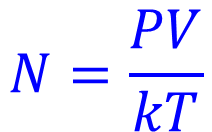 N = PV/kT